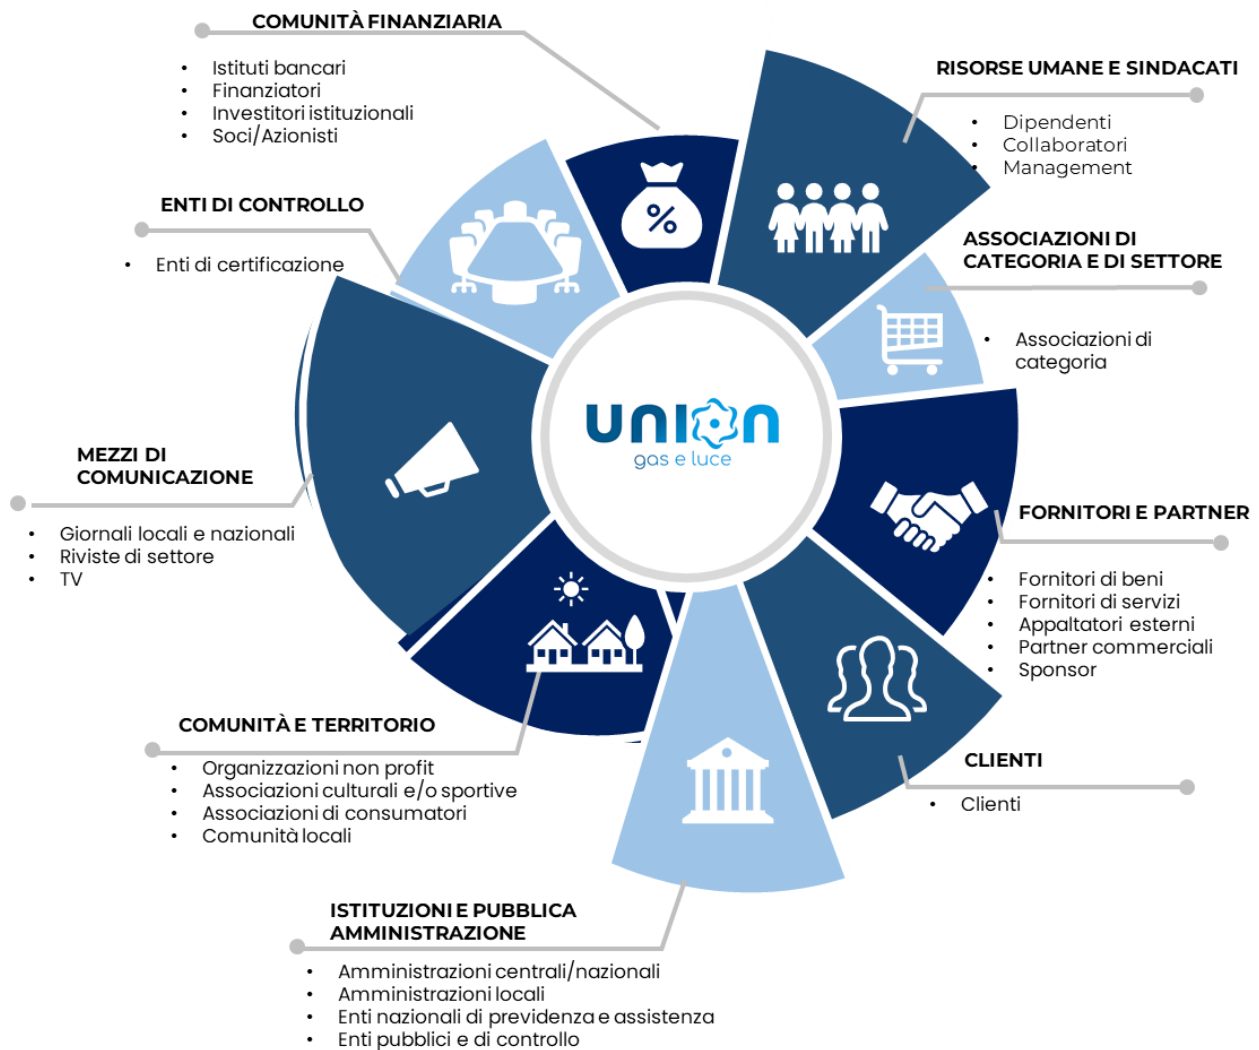 COMUNITÀ FINANZIARIA
• Istituti bancari
• Finanziatori
• Investitori istituzionali
• Soci/Azionisti
RISORSE UMANE E SINDACATI
• Dipendenti
• Collaboratori
• Management
ENTI DI CONTROLLO
• Enti di certificazione
ASSOCIAZIONI DI
CATEGORIA E DI SETTORE
• Associazioni di
categoria
%
UNION
gas e luce
MEZZI DI
COMUNICAZIONE
• Giornali locali e nazionali
• Riviste di settore
• TV
FORNITORI E PARTNER
• Fornitori di beni
• Fornitori di servizi
• Appaltatori esterni
• Partner commerciali
• Sponsor
COMUNITÀ E TERRITORIO
• Organizzazioni non profit
• Associazioni culturali e/o sportive
• Associazioni di consumatori
• Comunità locali
CLIENTI
• Clienti
ISTITUZIONI E PUBBLICA
AMMINISTRAZIONE
• Amministrazioni centrali/nazionali
• Amministrazioni locali
• Enti nazionali di previdenza e assistenza
• Enti pubblici e di controllo